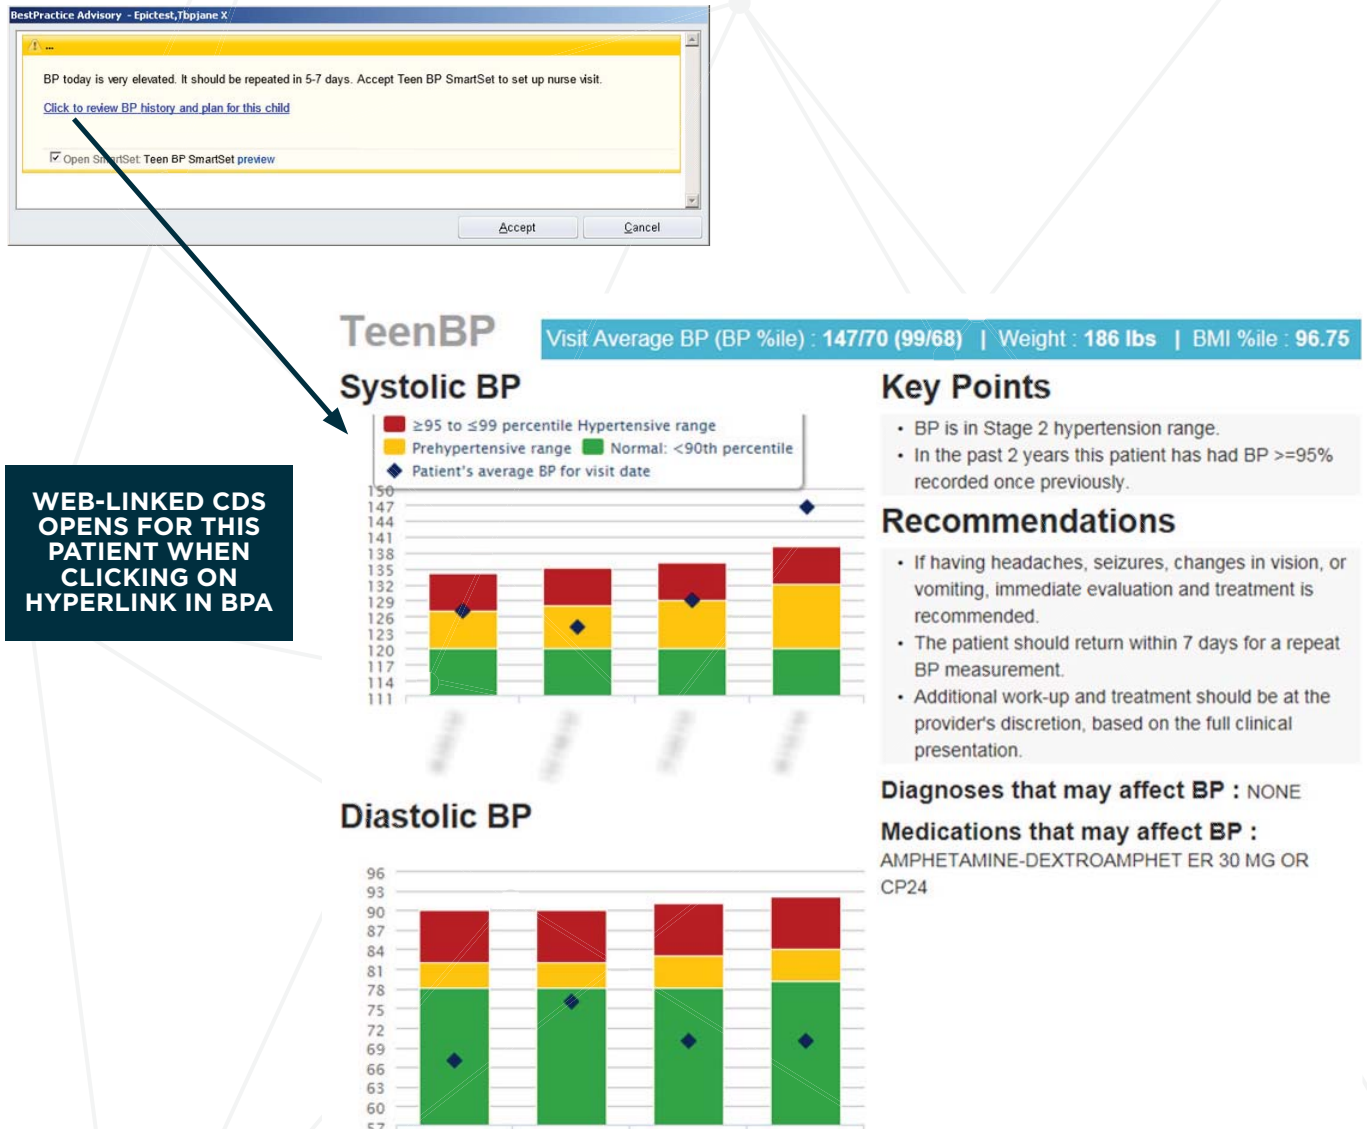 BestPractice Advisory - Epictest,Tbpjane X
...
BP today is very elevated. It should be repeated in 5-7 days. Accept Teen BP SmartSet to set up nurse visit.
Click to review BP history and plan for this child
Open SmartSet: Teen BP SmartSet preview
Accept Cancel
WEB-LINKED CDS
OPENS FOR THIS
PATIENT WHEN
CLICKING ON
HYPERLINK IN BPA
TeenBP
Visit Average BP (BP %ile) : 147/70 (99/68) | Weight : 186 lbs | BMI %ile : 96.75
Systolic BP
≥95 to ≤99 percentile Hypertensive range
Prehypertensive range Normal: <90th percentile
Patient's average BP for visit date
150
147
144
141
138
135
132
129
126
123
120
117
114
111
Diastolic BP
96
93
90
87
84
81
78
75
72
69
66
63
60
57
Key Points
• BP is in Stage 2 hypertension range.
• In the past 2 years this patient has had BP >=95%
recorded once previously.
Recommendations
• If having headaches, seizures, changes in vision, or
vomiting, immediate evaluation and treatment is
recommended.
• The patient should return within 7 days for a repeat
BP measurement.
• Additional work-up and treatment should be at the
provider's discretion, based on the full clinical
presentation.
Diagnoses that may affect BP : NONE
Medications that may affect BP :
AMPHETAMINE-DEXTROAMPHET ER 30 MG OR
CP24